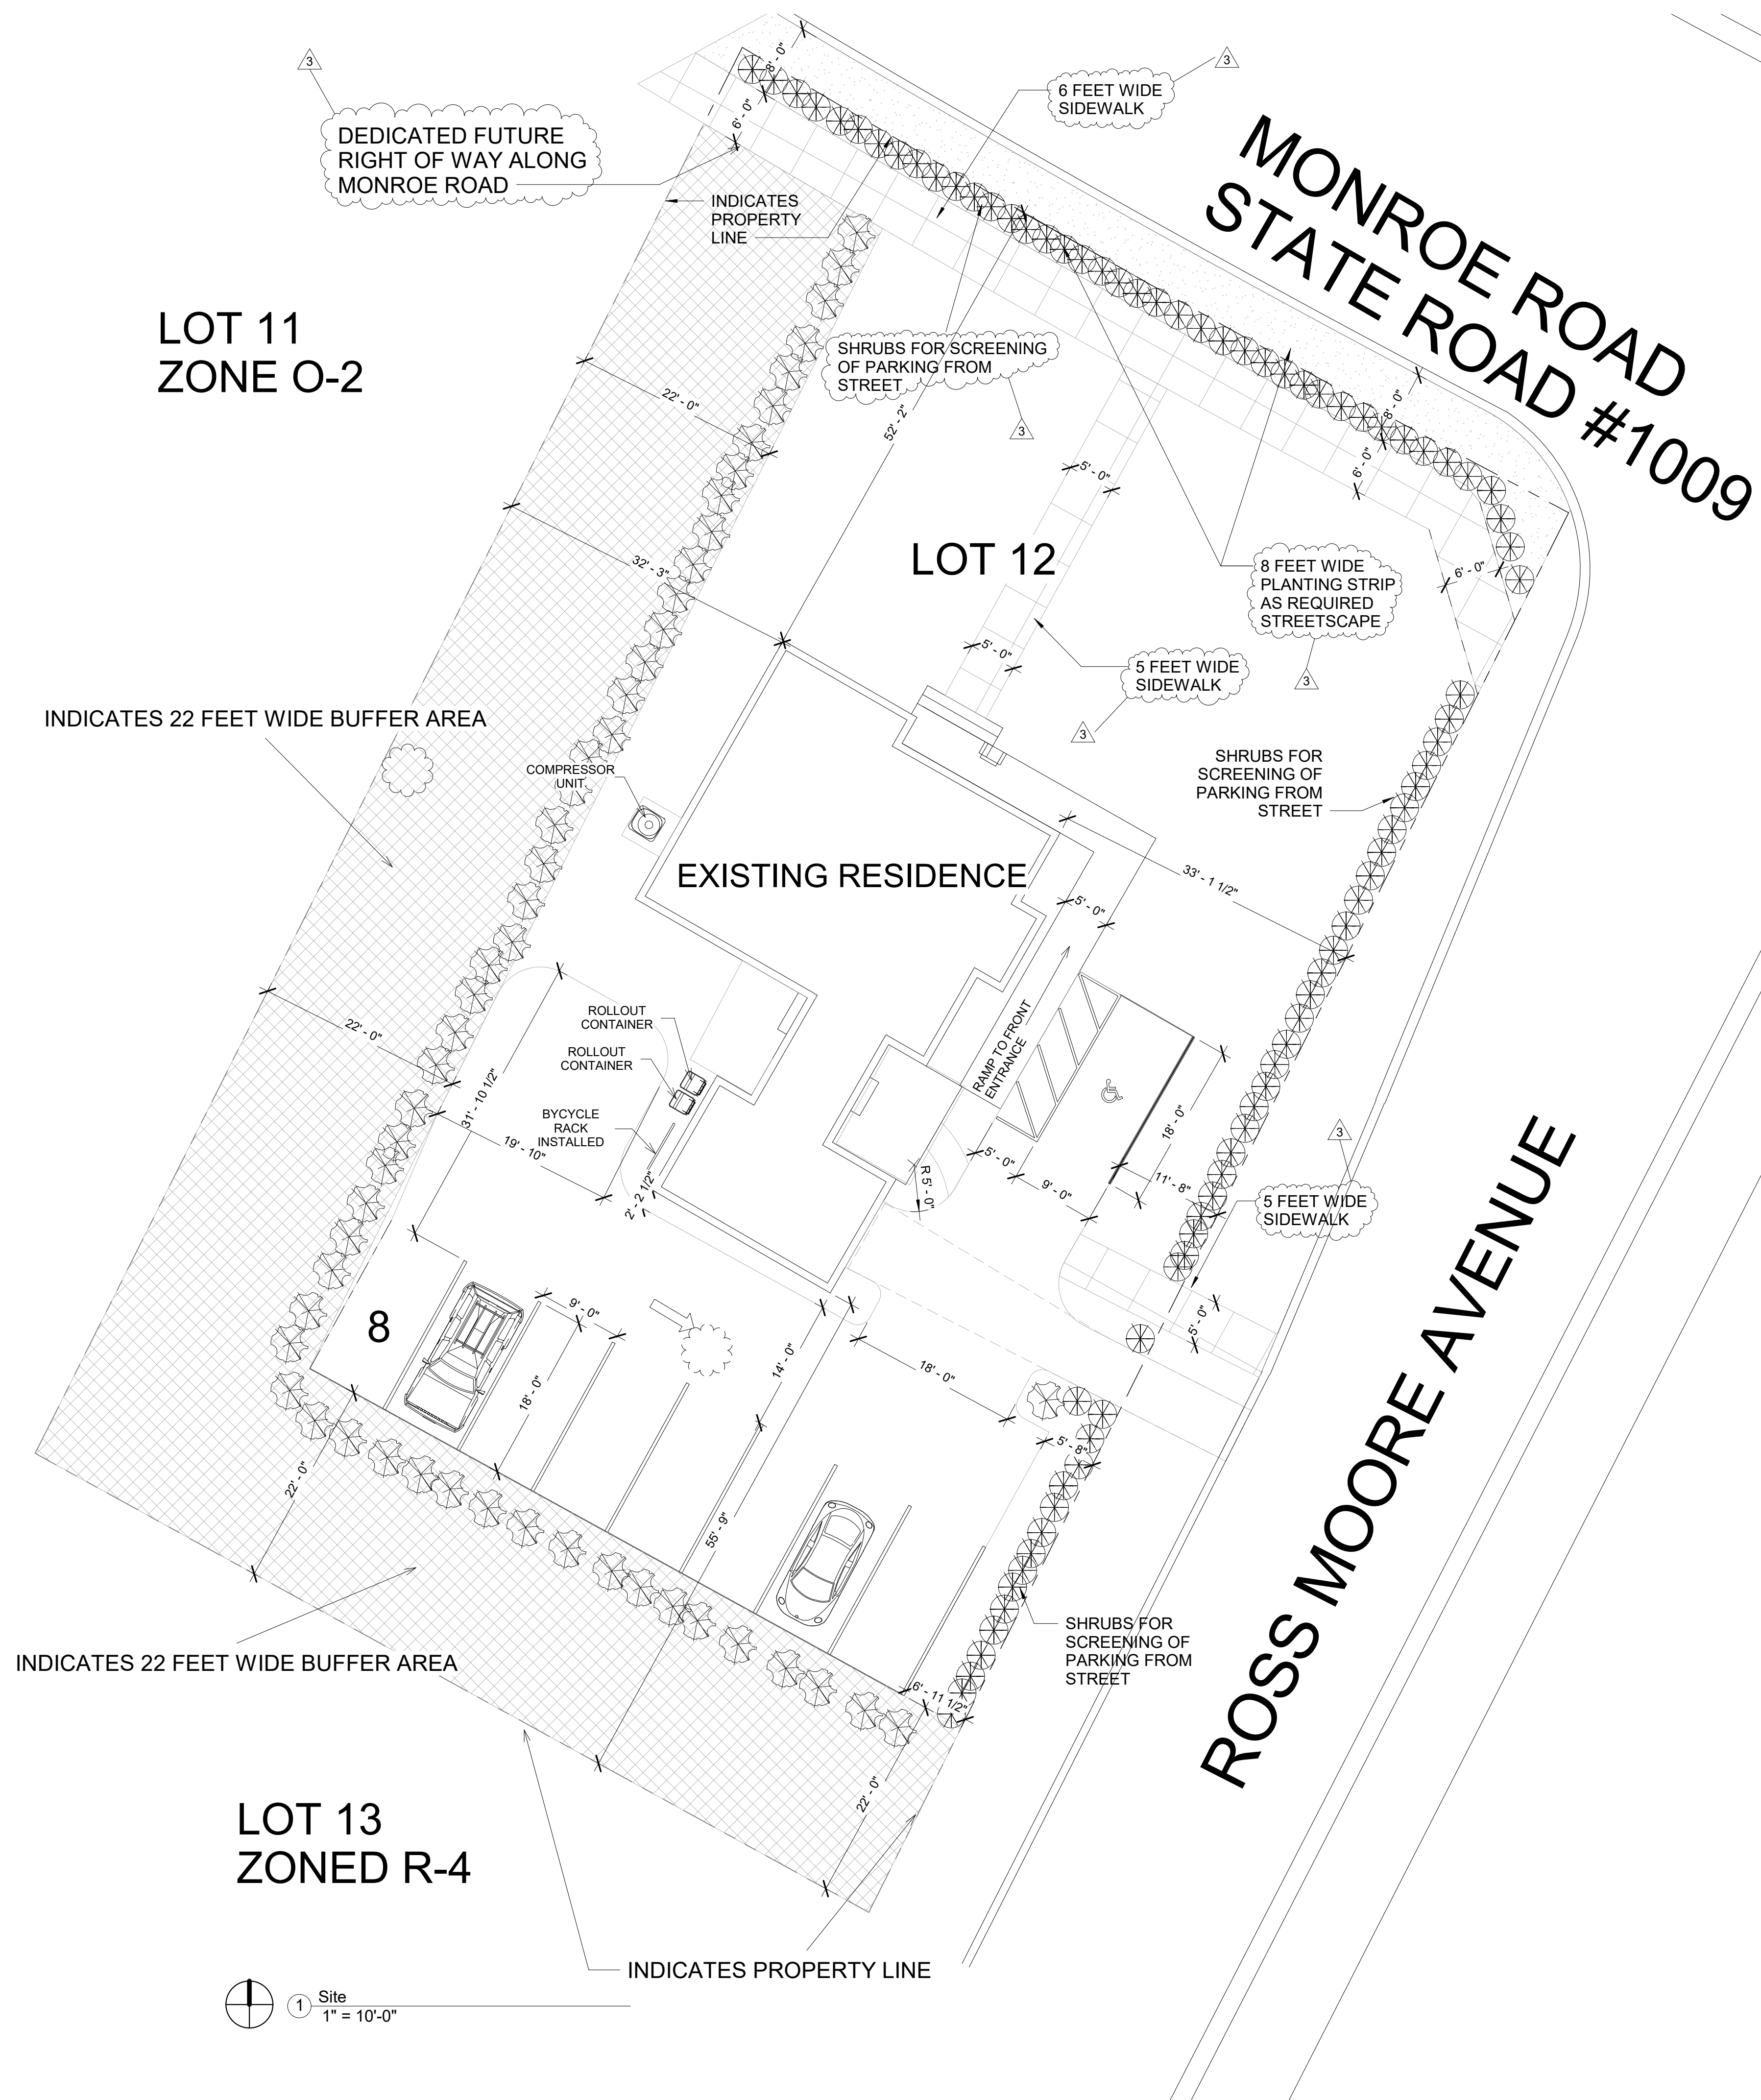 3
3
8' - 0"
6 FEET WIDE
SIDEWALK
DEDICATED FUTURE
RIGHT OF WAY ALONG
MONROE ROAD
6' - 0"
MONROE ROAD
STATE ROAD #1009
INDICATES
PROPERTY
LINE
LOT 11
ZONE O-2
SHRUBS FOR SCREENING
OF PARKING FROM
STREET
3
22' - 0"
52' - 2"
8' - 0"
6' - 0"
5' - 0"
32' - 3"
LOT 12
8 FEET WIDE
PLANTING STRIP
AS REQUIRED
STREETSCAPE
3
6' - 0"
5' - 0"
5 FEET WIDE
SIDEWALK
3
INDICATES 22 FEET WIDE BUFFER AREA
COMPRESSOR
UNIT
SHRUBS FOR
SCREENING OF
PARKING FROM
STREET
EXISTING RESIDENCE
33' - 1 1/2"
5' - 0"
ROLLOUT
CONTAINER
ROLLOUT
CONTAINER
BYCYCLE
RACK
INSTALLED
22' - 0"
31' - 10 1/2"
19' - 10"
2' - 2 1/2"
RAMP TO FRONT
ENTRANCE
18' - 0"
5' - 0"
9' - 0"
11' - 8"
R 5' - 0"
3
5 FEET WIDE
SIDEWALK
5' - 0"
8
9' - 0"
18' - 0"
14' - 0"
18' - 0"
5' - 8"
22' - 0"
55' - 9"
ROSS MOORE AVENUE
SHRUBS FOR
SCREENING OF
PARKING FROM
STREET
INDICATES 22 FEET WIDE BUFFER AREA
6' - 11 1/2"
22' - 0"
LOT 13
ZONED R-4
INDICATES PROPERTY LINE
1
Site
1" = 10'-0"